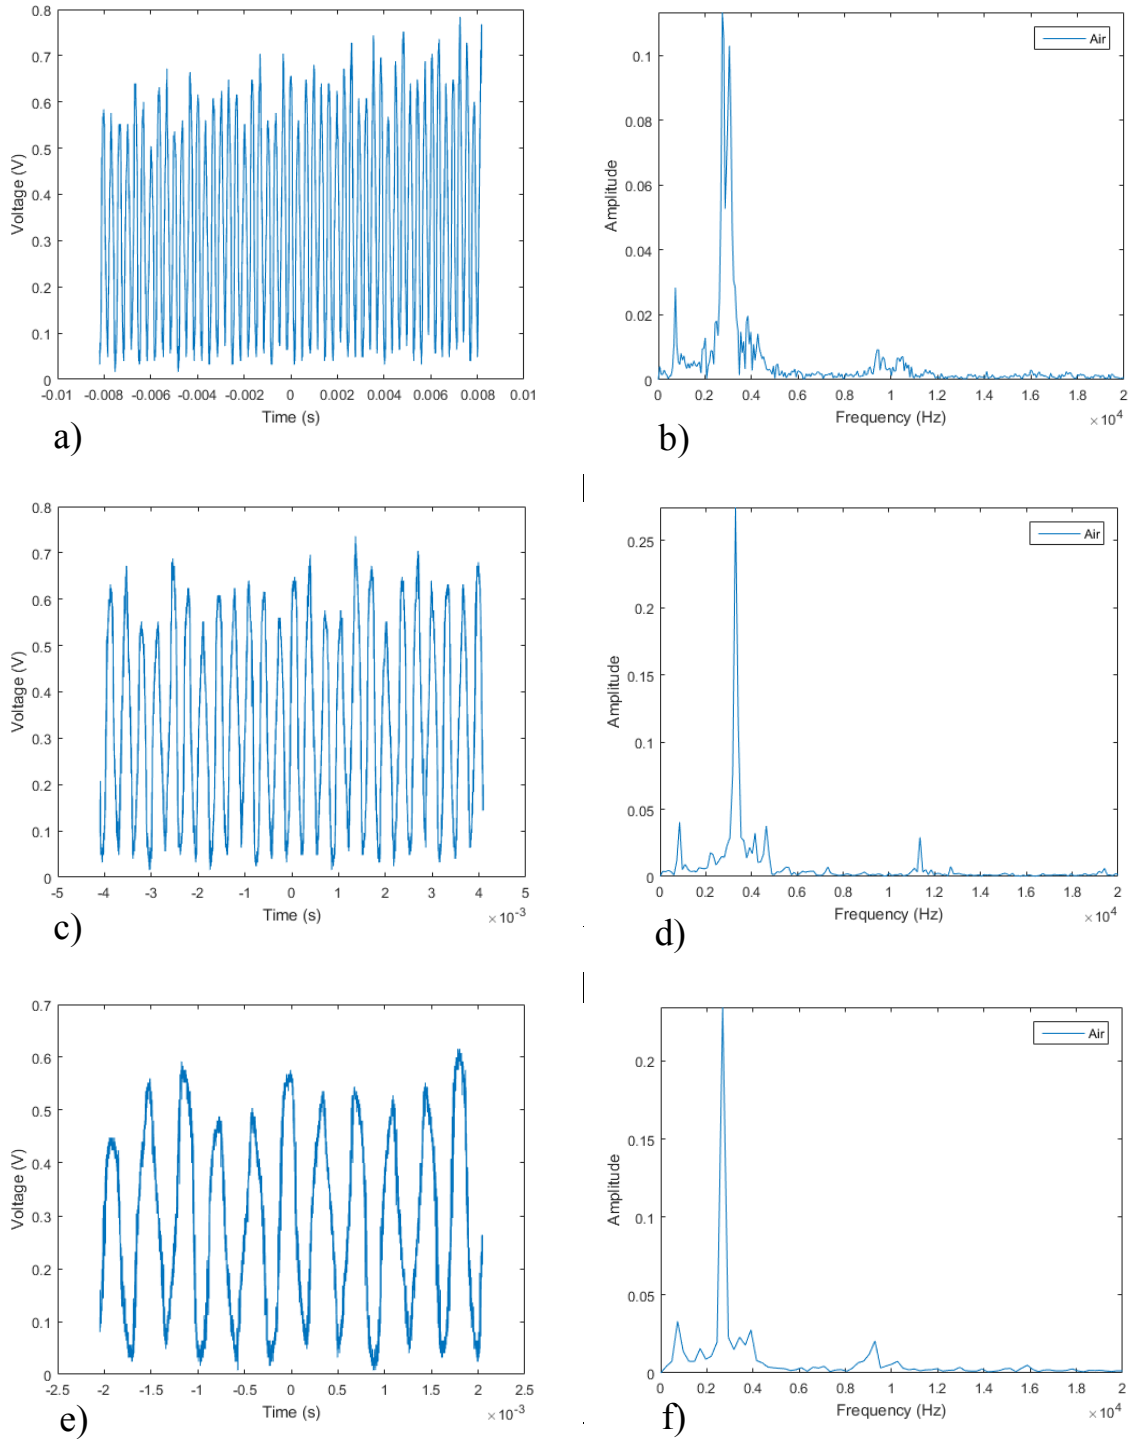 0.8
0.7
0.6
0.5
0.4
0.3
0.2
0.1
0
Voltage (V)
-0.01 -0.008 -0.006 -0.004 -0.002 0 0.002 0.004 0.006 0.008 0.01
Time (s)
a)
Air
0.1
0.08
0.06
0.04
0.02
0
Amplitude
0 0.2 0.4 0.6 0.8 1 1.2 1.4 1.6 1.8 2
Frequency (Hz)
×10^4
b)
0.8
0.7
0.6
0.5
0.4
0.3
0.2
0.1
0
Voltage (V)
-5 -4 -3 -2 -1 0 1 2 3 4 5
Time (s)
×10^-3
c)
Air
0.25
0.2
0.15
0.1
0.05
0
Amplitude
0 0.2 0.4 0.6 0.8 1 1.2 1.4 1.6 1.8 2
Frequency (Hz)
×10^4
d)
0.7
0.6
0.5
0.4
0.3
0.2
0.1
0
Voltage (V)
-2.5 -2 -1.5 -1 -0.5 0 0.5 1 1.5 2 2.5
Time (s)
×10^-3
e)
Air
0.2
0.15
0.1
0.05
0
Amplitude
0 0.2 0.4 0.6 0.8 1 1.2 1.4 1.6 1.8 2
Frequency (Hz)
×10^4
f)